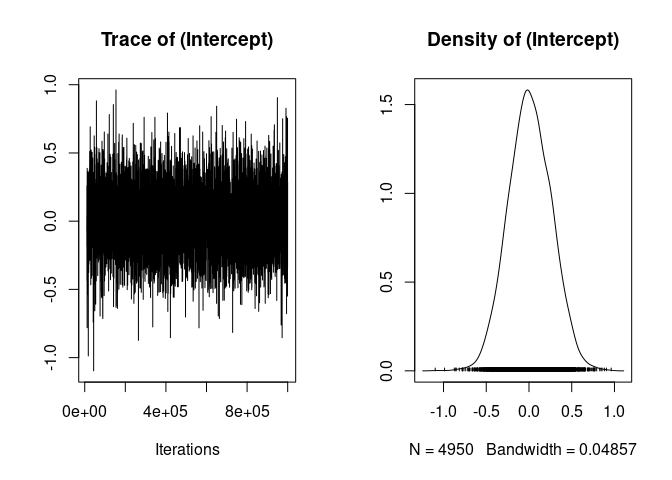 Trace of (Intercept)
1.0
0.5
0.0
-0.5
-1.0
0e+00 4e+05 8e+05
Iterations
Density of (Intercept)
1.5
1.0
0.5
0.0
-1.0 -0.5 0.0 0.5 1.0
N = 4950 Bandwidth = 0.04857